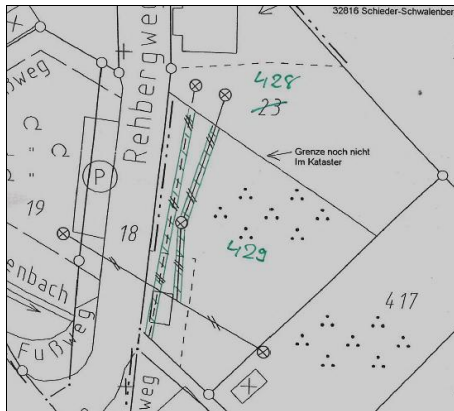 32816 Schieder-Schwalenber
ßweg
Rehbergweg
428
23
Grenze noch nicht
Im Kataster
P
19
18
429
417
enbach
Fußweg
weg